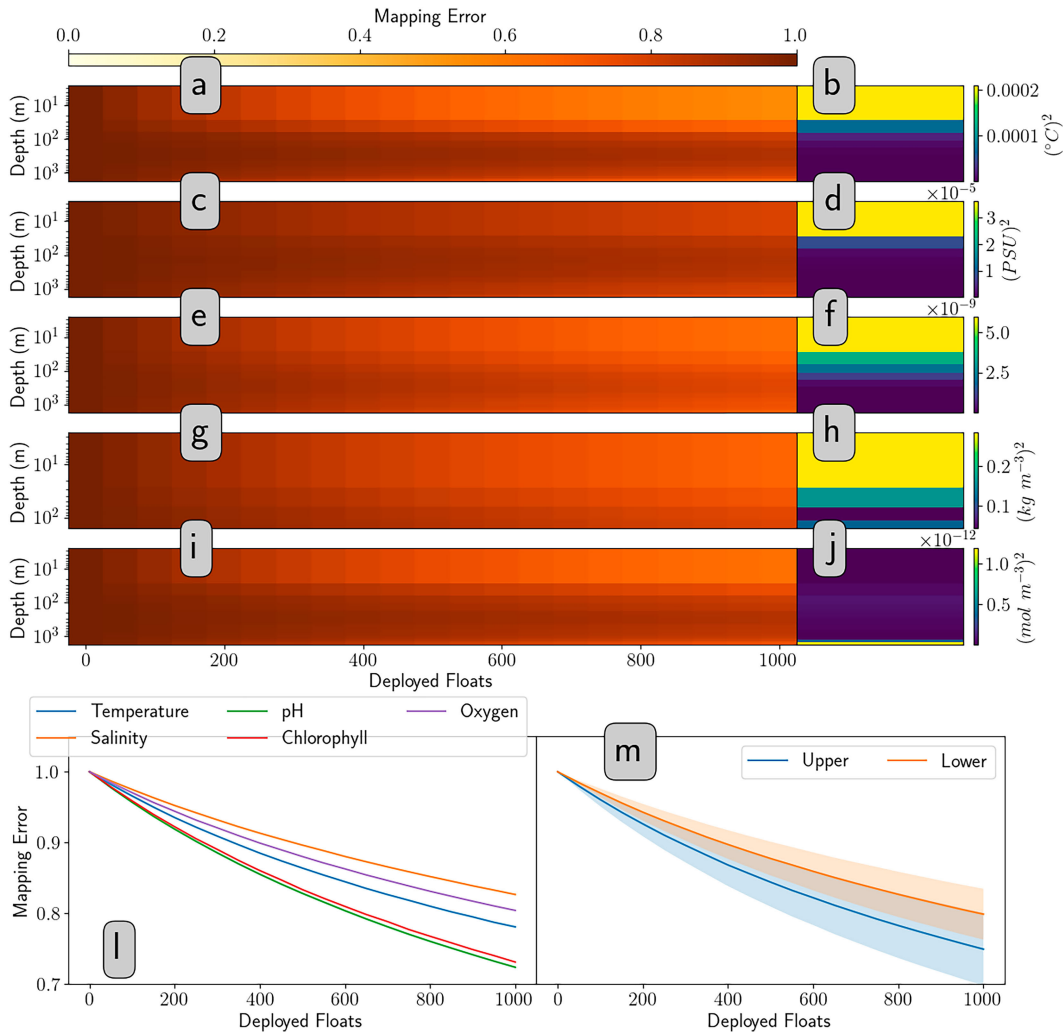 Mapping Error
0.0 0.2 0.4 0.6 0.8 1.0
a b
Depth (m)
10¹
10²
10³
0.0002
0.0001
(°C)²
c d
×10⁻⁵
Depth (m)
10¹
10²
10³
3
2
1
(PSU)²
e f
×10⁻⁹
Depth (m)
10¹
10²
10³
5.0
2.5
g h
Depth (m)
10¹
10²
0.2
0.1
(kg m⁻³)²
i j
×10⁻¹²
Depth (m)
10¹
10²
10³
1.0
0.5
(mol m⁻³)²
0 200 400 600 800 1000
Deployed Floats
Temperature pH Oxygen
Salinity Chlorophyll
m
Upper Lower
Mapping Error
1.0
0.9
0.8
0.7
l
0 200 400 600 800 1000
Deployed Floats
0 200 400 600 800 1000
Deployed Floats